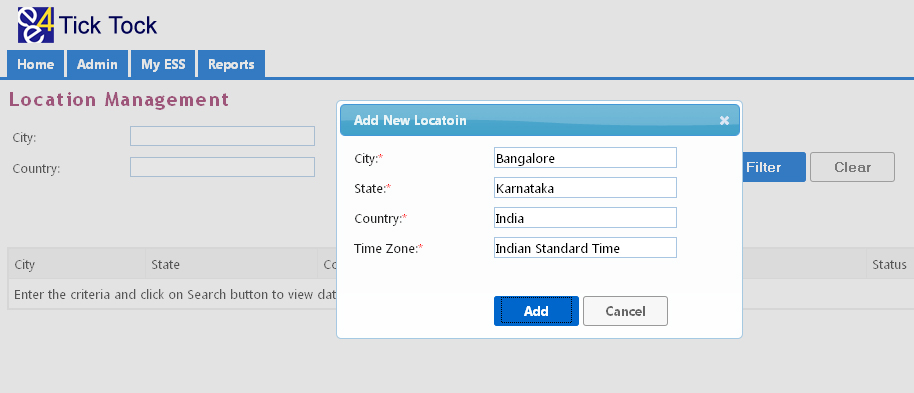 e4e Tick Tock
Home Admin My ESS Reports
Location Management
Add New Locatoin
City:
Country:
City:* Bangalore
State:* Karnataka
Country:* India
Time Zone:* Indian Standard Time
Add Cancel
Filter Clear
City State Co Status
Enter the criteria and click on Search button to view dat